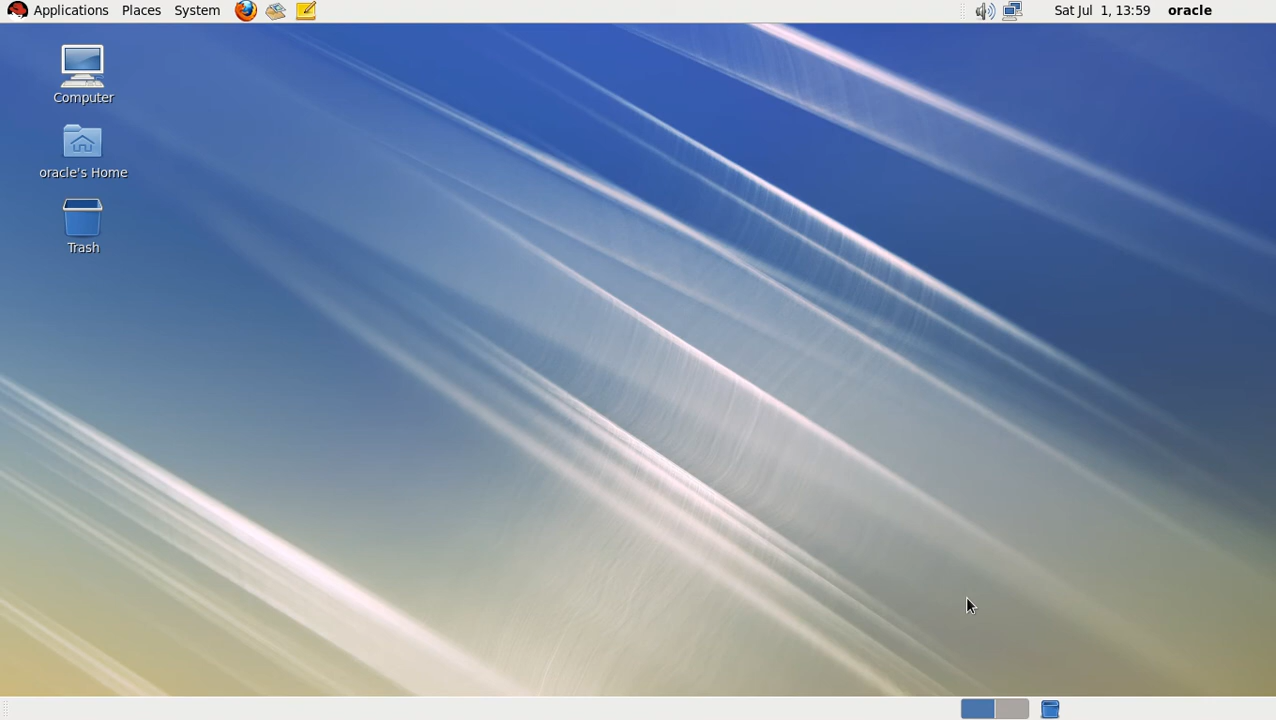 Applications Places System Sat Jul 1, 13:59 oracle
Computer
oracle's Home
Trash